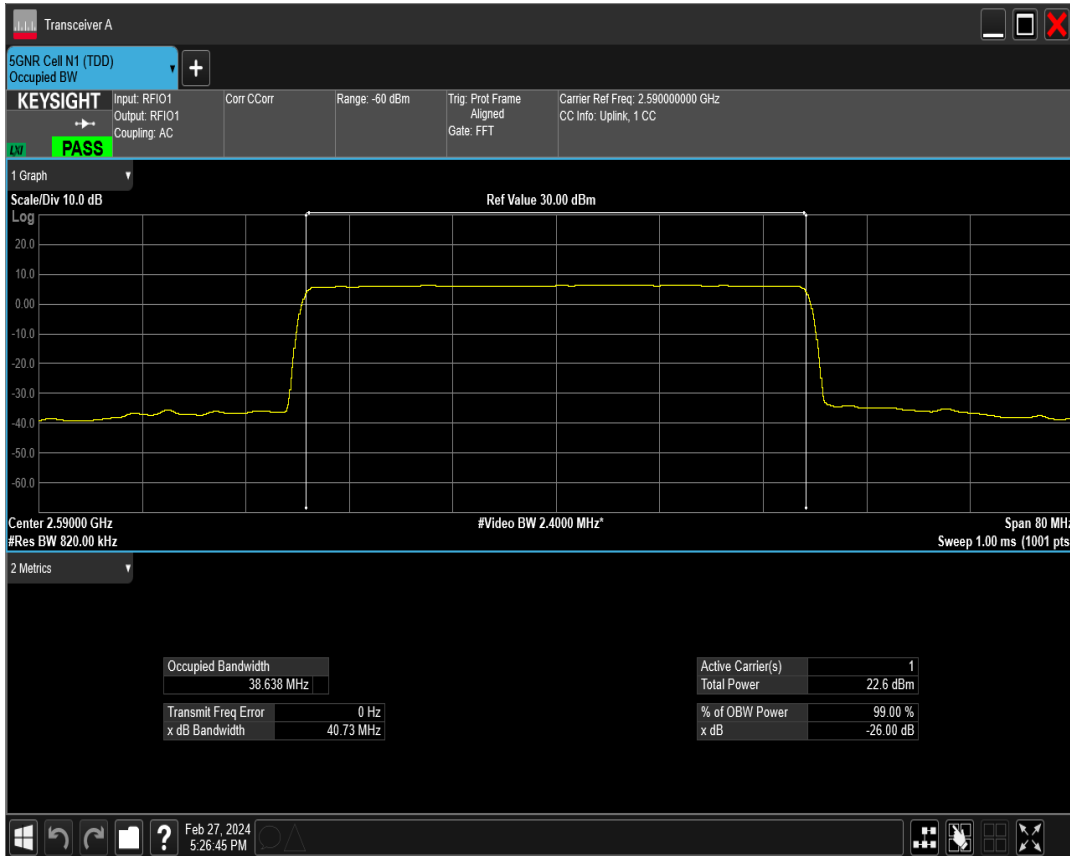 Transceiver A
5GNR Cell N1 (TDD)
Occupied BW
+
KEYSIGHT
LXI
PASS
Input: RFIO1
Output: RFIO1
Coupling: AC
Corr CCorr
Range: -60 dBm
Trig: Prot Frame
Aligned
Gate: FFT
Carrier Ref Freq: 2.590000000 GHz
CC Info: Uplink, 1 CC
1 Graph
Scale/Div 10.0 dB
Ref Value 30.00 dBm
Log
20.0
10.0
0.00
-10.0
-20.0
-30.0
-40.0
-50.0
-60.0
Center 2.59000 GHz
#Video BW 2.4000 MHz*
Span 80 MHz
#Res BW 820.00 kHz
Sweep 1.00 ms (1001 pts
2 Metrics
Occupied Bandwidth
38.638 MHz
Transmit Freq Error 0 Hz
x dB Bandwidth 40.73 MHz
Active Carrier(s) 1
Total Power 22.6 dBm
% of OBW Power 99.00 %
x dB -26.00 dB
?
Feb 27, 2024
5:26:45 PM